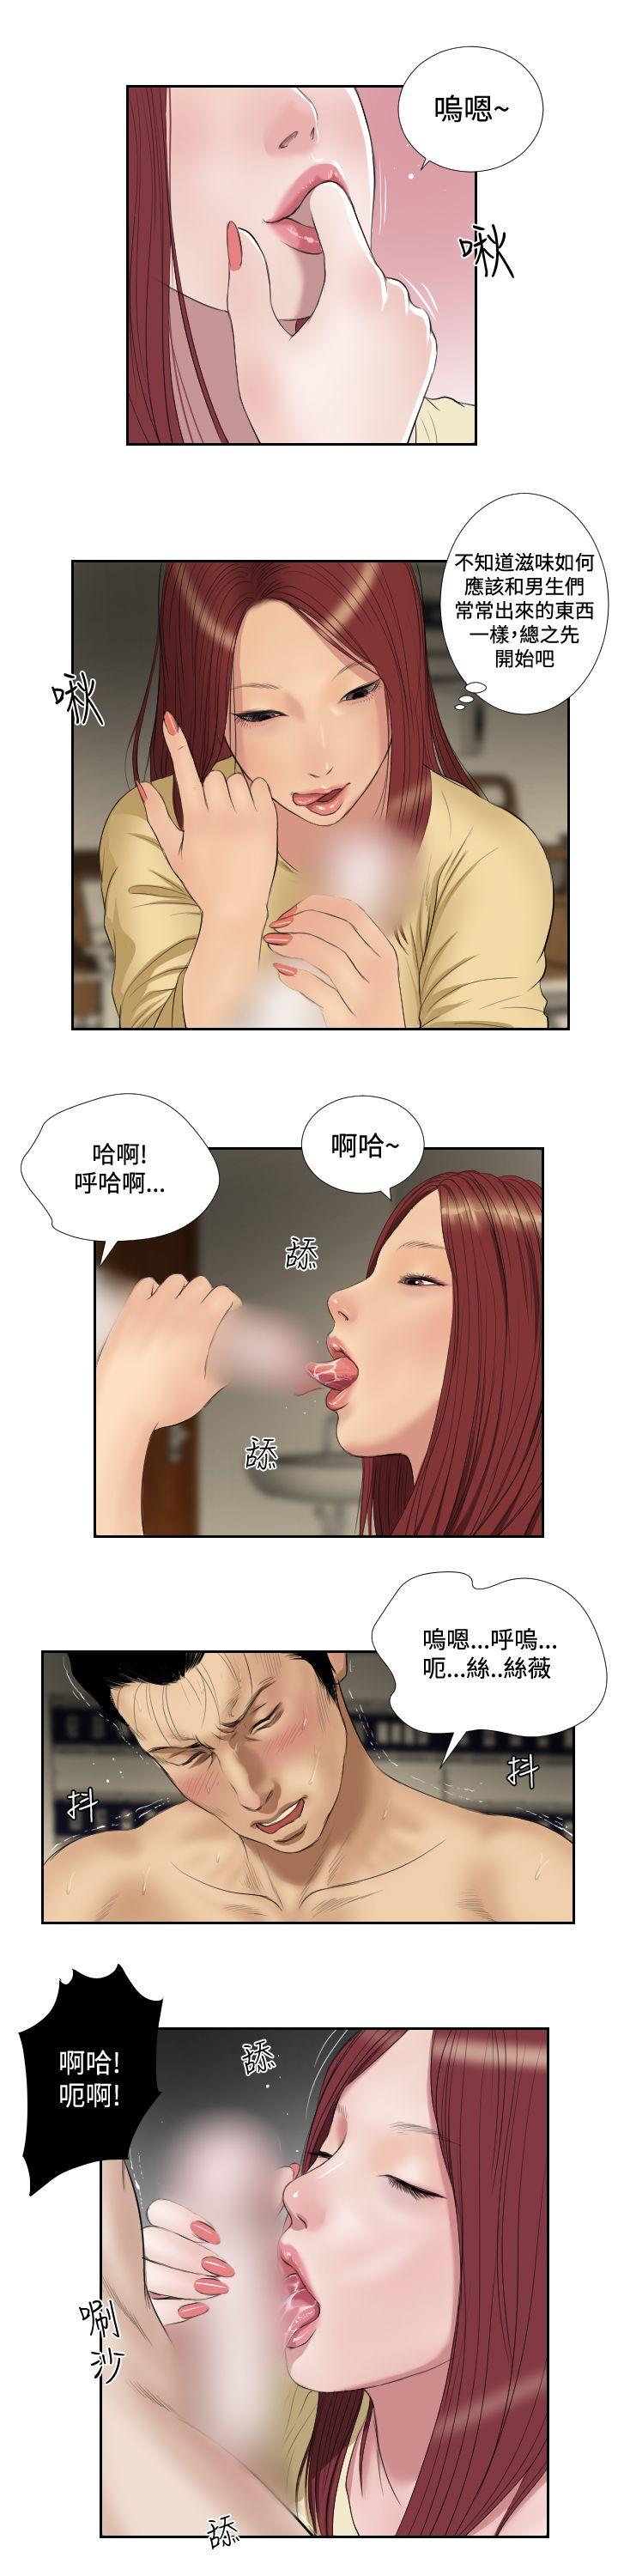 嗚嗯~
啾
不知道滋味如何
應該和男生們
常常出來的東西
一樣,總之先
開始吧
啾
哈啊!
呼哈啊...
啊哈~
舔
舔
嗚嗯...呼嗚...
呃...絲..絲薇
抖
抖
啊哈!
呃啊!
舔
唰
沙
舔